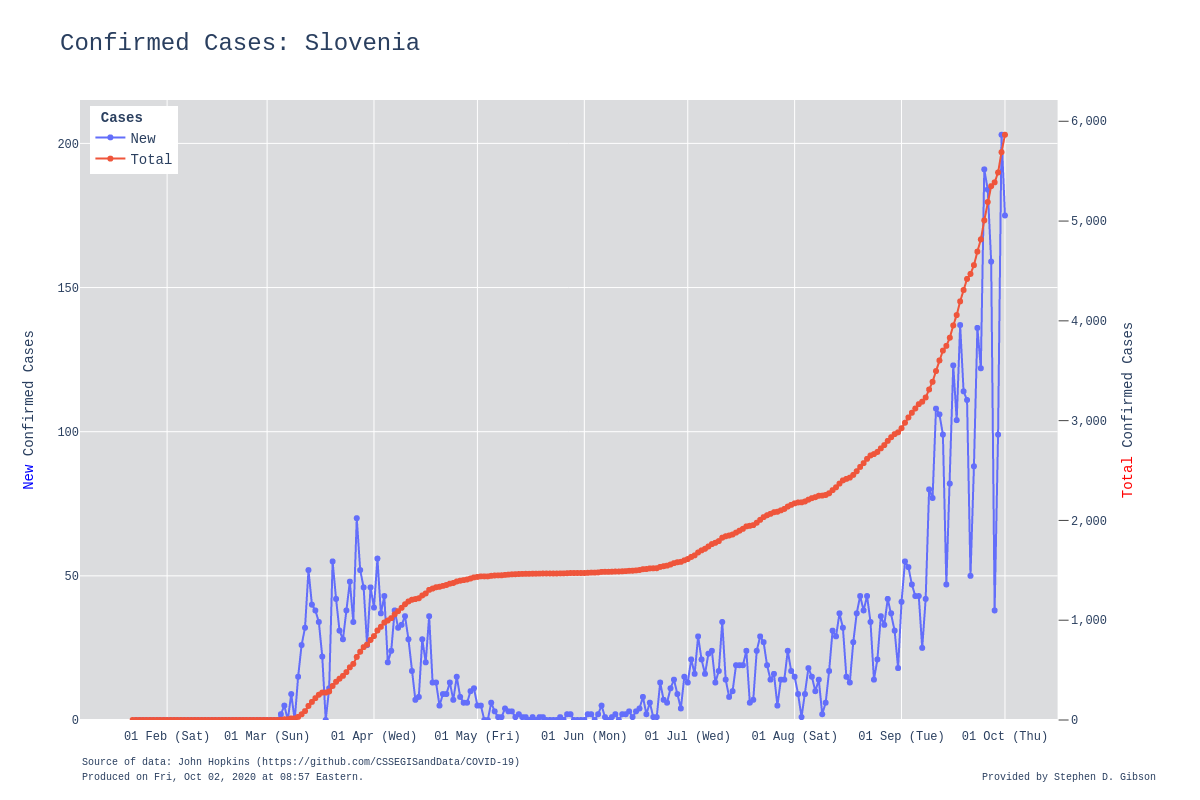 Confirmed Cases: Slovenia
Cases
New
Total
200
150
100
50
0
6,000
5,000
4,000
3,000
2,000
1,000
0
New Confirmed Cases
Total Confirmed Cases
01 Feb (Sat) 01 Mar (Sun) 01 Apr (Wed) 01 May (Fri) 01 Jun (Mon) 01 Jul (Wed) 01 Aug (Sat) 01 Sep (Tue) 01 Oct (Thu)
Source of data: John Hopkins (https://github.com/CSSEGISandData/COVID-19)
Produced on Fri, Oct 02, 2020 at 08:57 Eastern.
Provided by Stephen D. Gibson